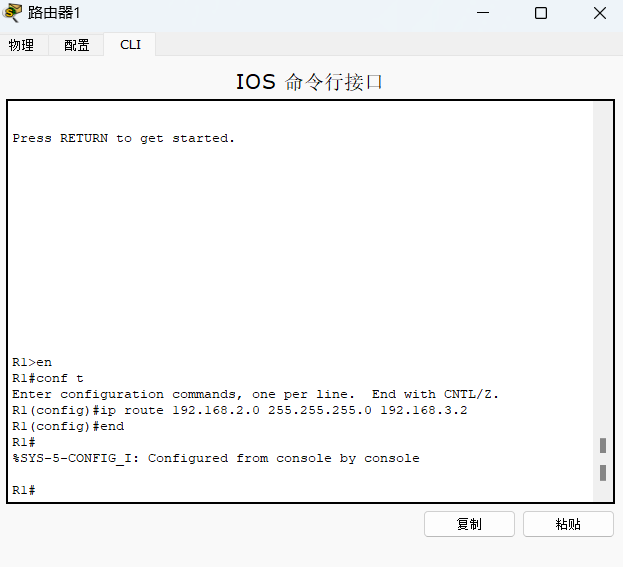 路由器1
物理 配置 CLI
IOS 命令行接口
Press RETURN to get started.
R1>en
R1#conf t
Enter configuration commands, one per line.  End with CNTL/Z.
R1(config)#ip route 192.168.2.0 255.255.255.0 192.168.3.2
R1(config)#end
R1#
%SYS-5-CONFIG_I: Configured from console by console
R1#
复制 粘贴